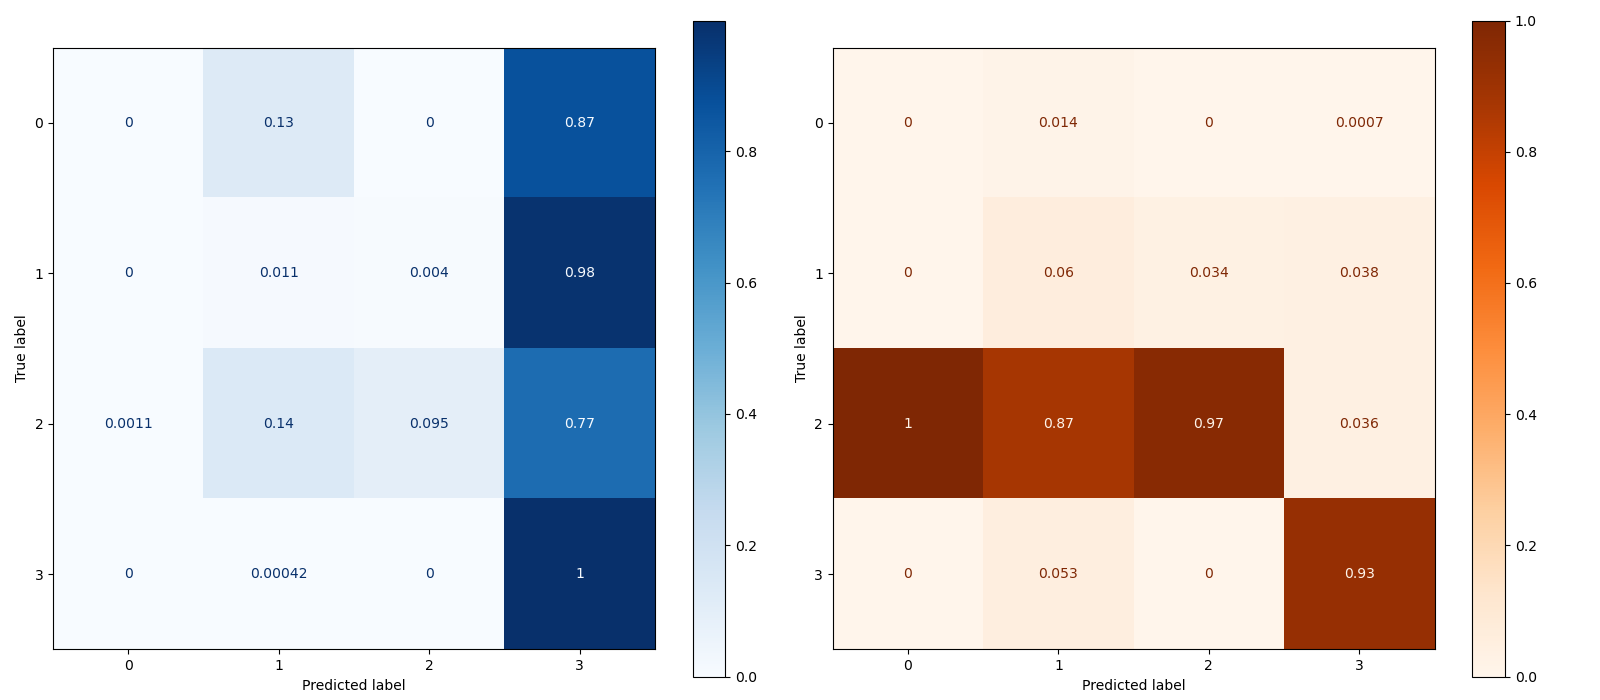 0 0 0.13 0 0.87
1 0 0.011 0.004 0.98
2 0.0011 0.14 0.095 0.77
3 0 0.00042 0 1
0 1 2 3
Predicted label
True label
0.8
0.6
0.4
0.2
0.0
0 0 0.014 0 0.0007
1 0 0.06 0.034 0.038
2 1 0.87 0.97 0.036
3 0 0.053 0 0.93
0 1 2 3
Predicted label
True label
1.0
0.8
0.6
0.4
0.2
0.0